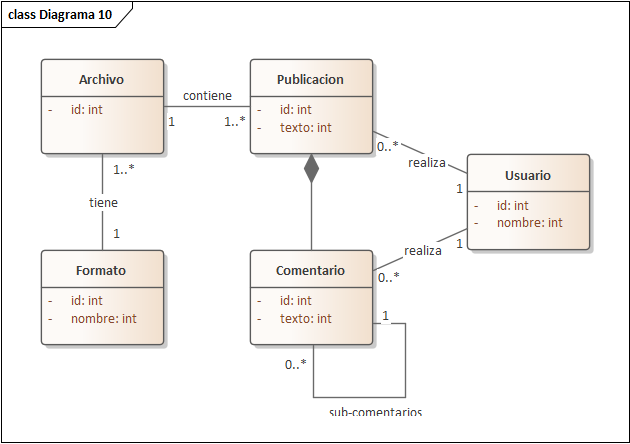 class Diagrama 10
Archivo
- id: int
contiene
1
1..*
Publicacion
- id: int
- texto: int
0..*
realiza
1
Usuario
- id: int
- nombre: int
1..*
tiene
1
Formato
- id: int
- nombre: int
Comentario
- id: int
- texto: int
1
realiza
0..*
1
0..*
sub-comentarios